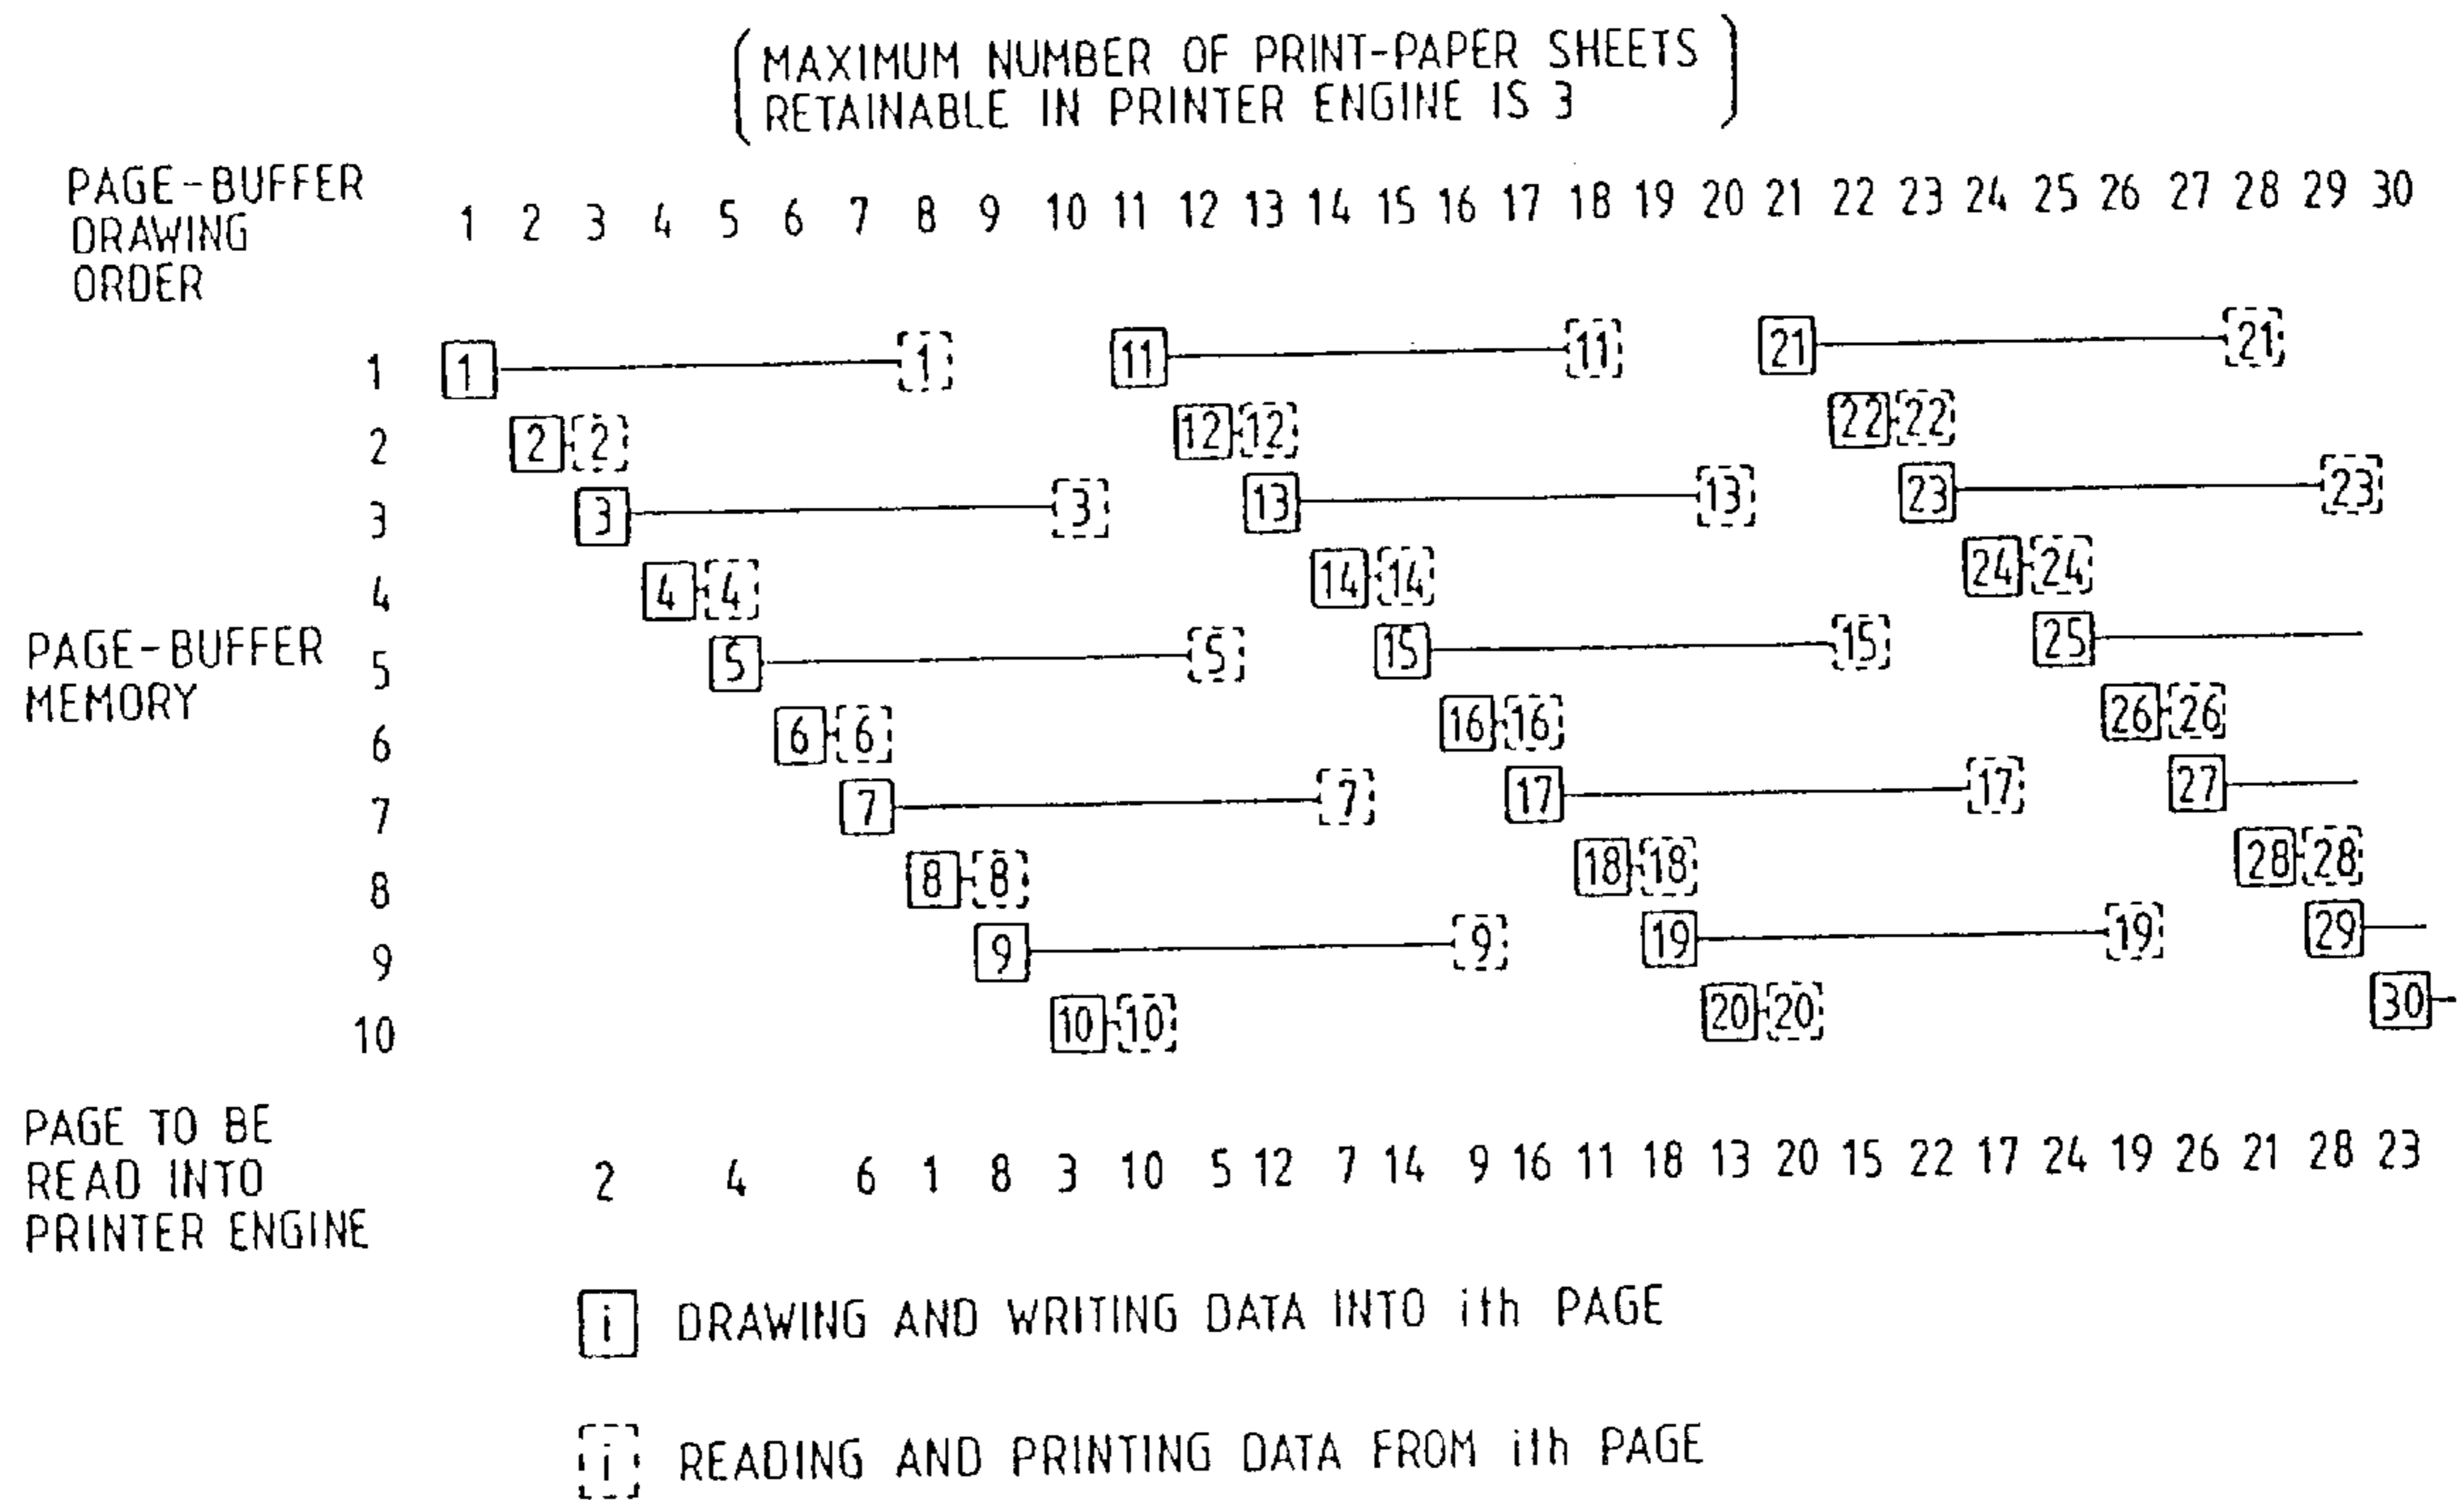 MAXIMUM NUMBER OF PRINT-PAPER SHEETS
RETAINABLE IN PRINTER ENGINE IS 3
PAGE-BUFFER
DRAWING
ORDER
1 2 3 4 5 6 7 8 9 10 11 12 13 14 15 16 17 18 19 20 21 22 23 24 25 26 27 28 29 30
1 1 1 11 11 21 21
2 2 2 12 12 22 22
3 3 3 13 13 23 23
4 4 4 14 14 24 24
PAGE-BUFFER
MEMORY
5 5 5 15 15 25
6 6 6 16 16 26 26
7 7 7 17 17 27
8 8 8 18 18 28 28
9 9 9 19 19 29
10 10 10 20 20 30
PAGE TO BE
READ INTO
PRINTER ENGINE
2 4 6 1 8 3 10 5 12 7 14 9 16 11 18 13 20 15 22 17 24 19 26 21 28 23
i DRAWING AND WRITING DATA INTO ith PAGE
i READING AND PRINTING DATA FROM ith PAGE